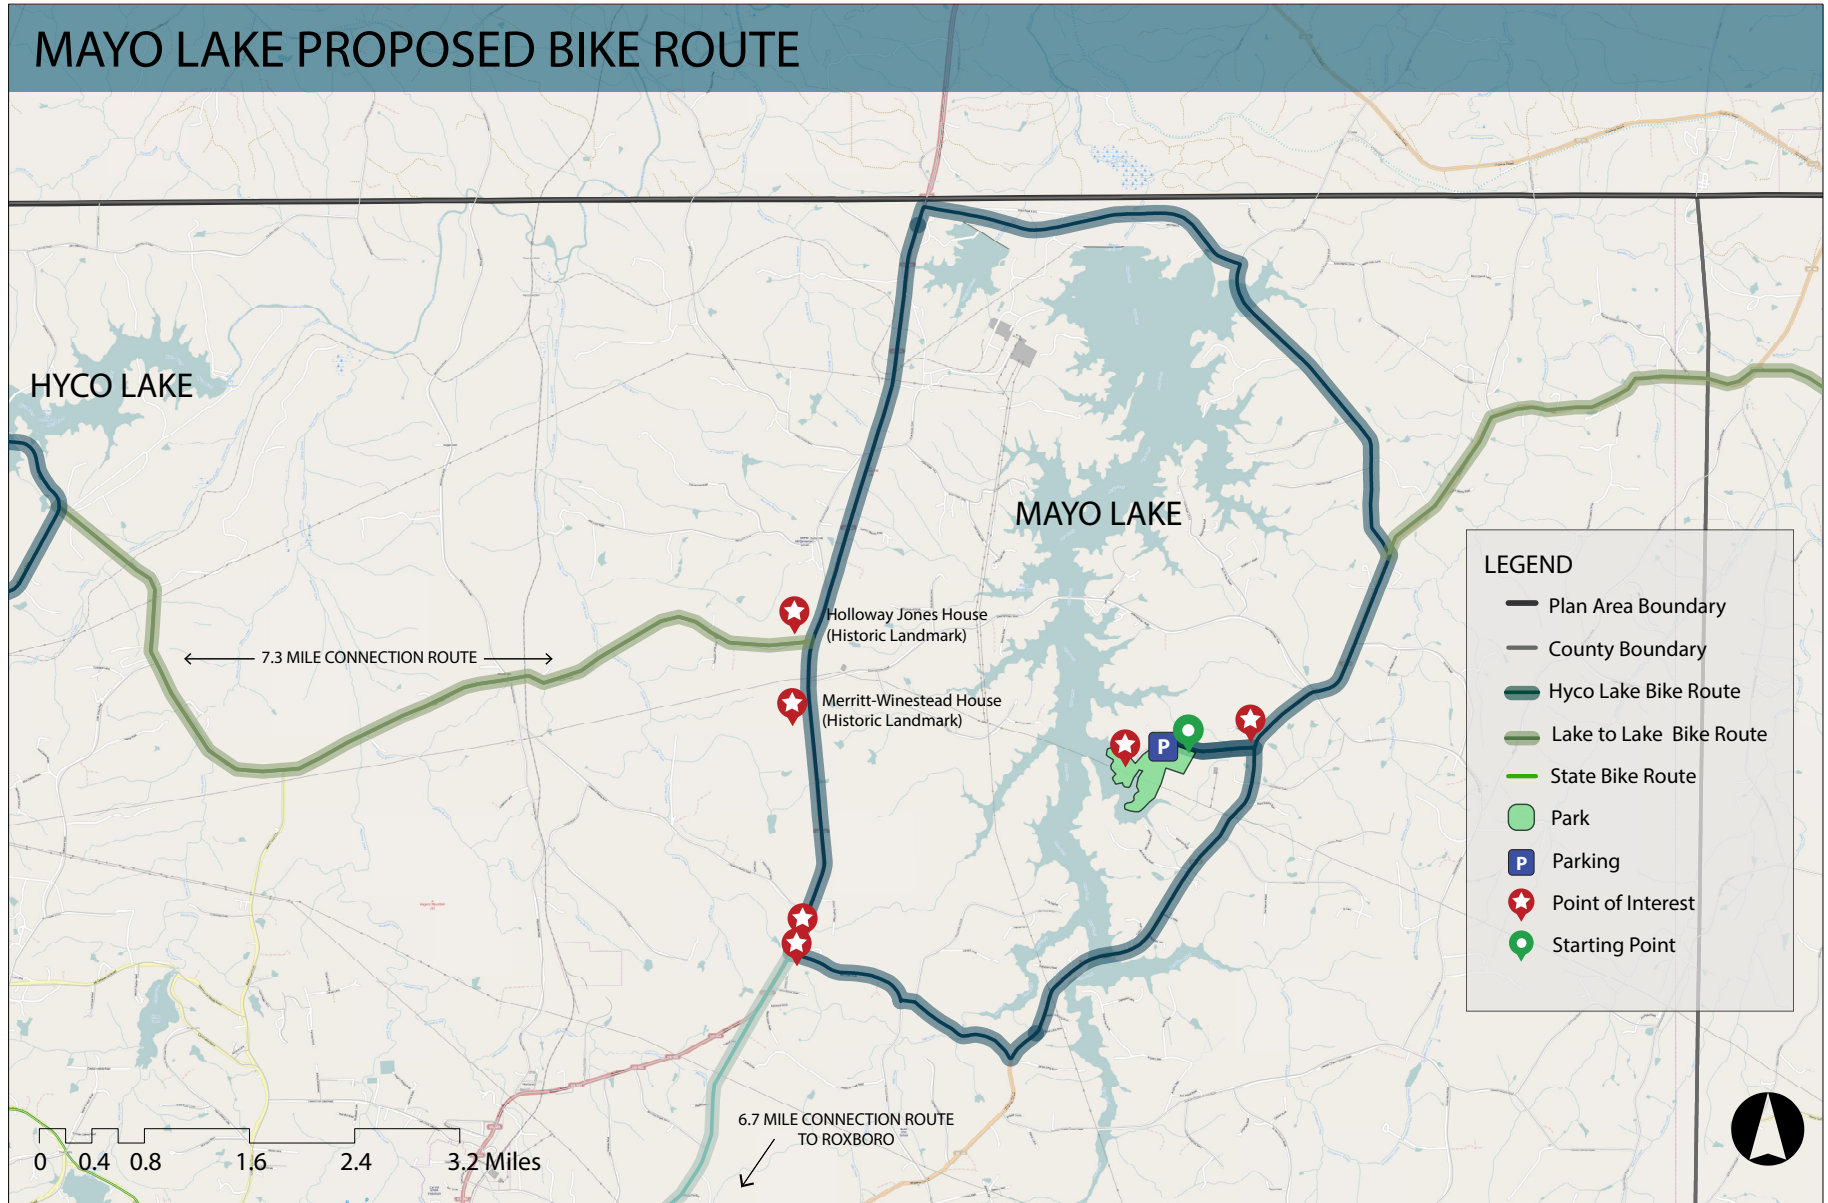 MAYO LAKE PROPOSED BIKE ROUTE
HYCO LAKE
MAYO LAKE
Holloway Jones House
(Historic Landmark)
7.3 MILE CONNECTION ROUTE
Merritt-Winestead House
(Historic Landmark)
P
LEGEND
Plan Area Boundary
County Boundary
Hyco Lake Bike Route
Lake to Lake Bike Route
State Bike Route
Park
P
Parking
Point of Interest
Starting Point
6.7 MILE CONNECTION ROUTE
TO ROXBORO
0 0.4 0.8 1.6 2.4 3.2 Miles